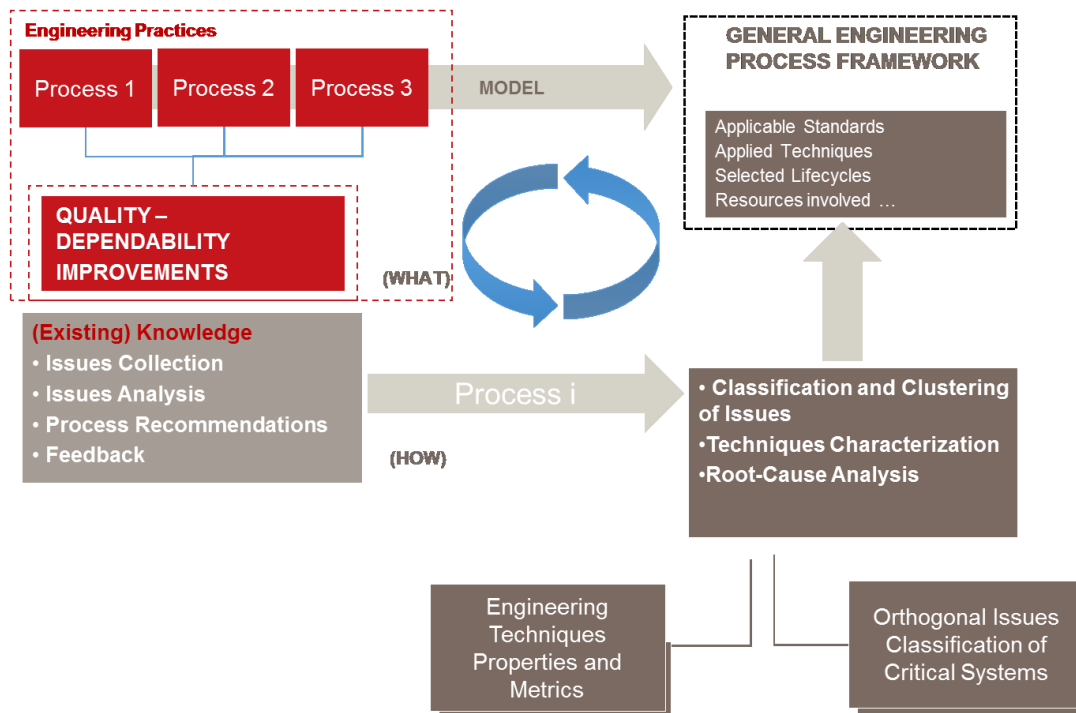 Engineering Practices
Process 1
Process 2
Process 3
MODEL
GENERAL ENGINEERING
PROCESS FRAMEWORK
Applicable Standards
Applied Techniques
Selected Lifecycles
Resources involved ...
QUALITY –
DEPENDABILITY
IMPROVEMENTS
(WHAT)
(Existing) Knowledge
• Issues Collection
• Issues Analysis
• Process Recommendations
• Feedback
Process i
(HOW)
• Classification and Clustering
of Issues
•Techniques Characterization
•Root-Cause Analysis
Engineering
Techniques
Properties and
Metrics
Orthogonal Issues
Classification of
Critical Systems